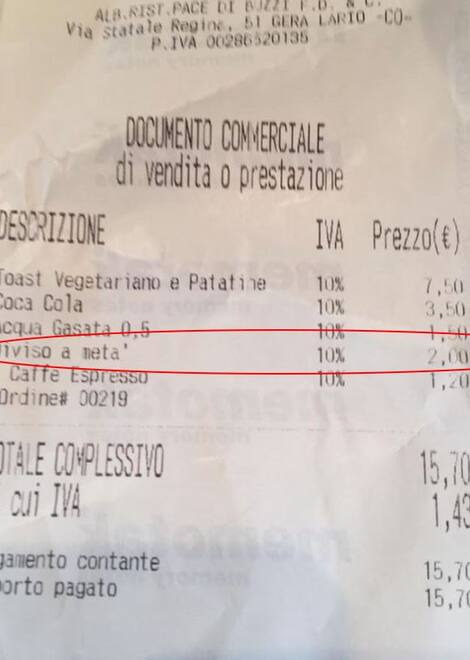 ALB.RIST.PACE DI BUZZI F.D. & C.
Via Statale Regina, 51 GERA LARIO -CO-
P.IVA 00286520135
DOCUMENTO COMMERCIALE
di vendita o prestazione
DESCRIZIONE IVA Prezzo(€)
Toast Vegetariano e Patatine 10% 7,50
Coca Cola 10% 3,50
Acqua Gasata 0,5 10% 1,50
Diviso a meta' 10% 2,00
Caffe Espresso 10% 1,20
Ordine# 00219
OTALE COMPLESSIVO 15,70
cui IVA 1,43
gamento contante 15,70
porto pagato 15,70